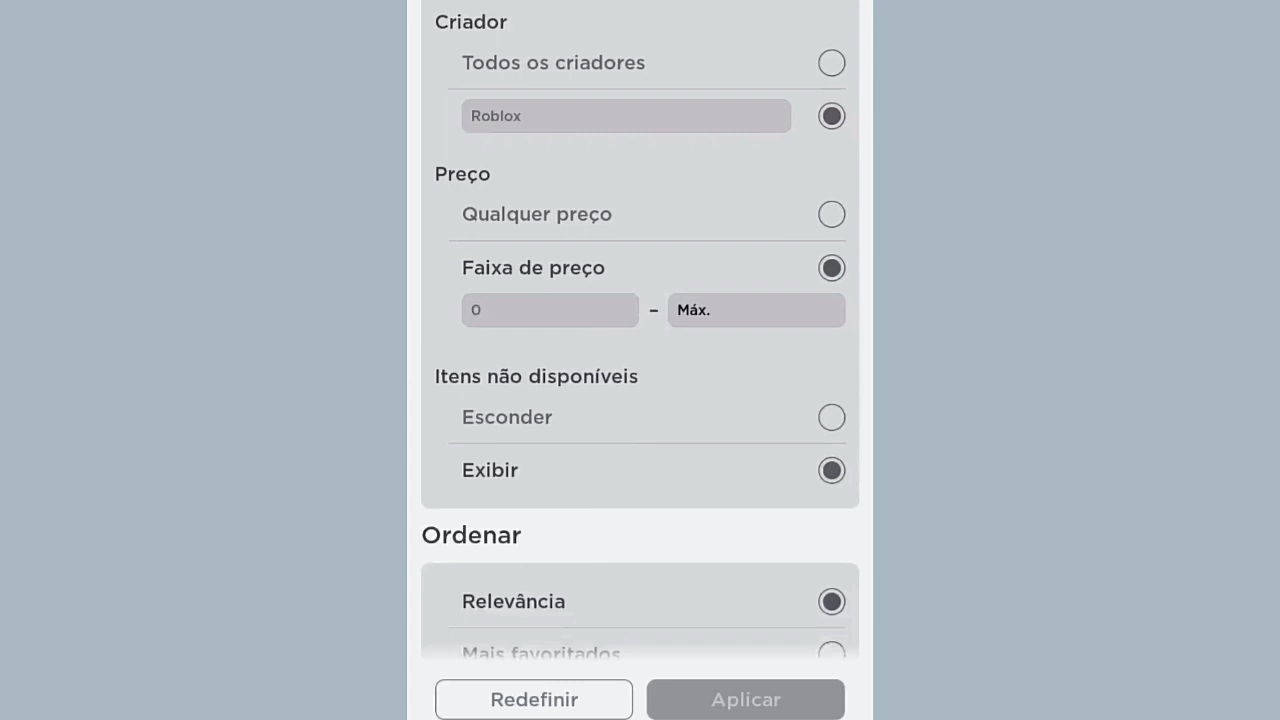 Criador
Todos os criadores
Roblox
Preço
Qualquer preço
Faixa de preço
0 – Máx.
Itens não disponíveis
Esconder
Exibir
Ordenar
Relevância
Mais favoritados
Redefinir Aplicar